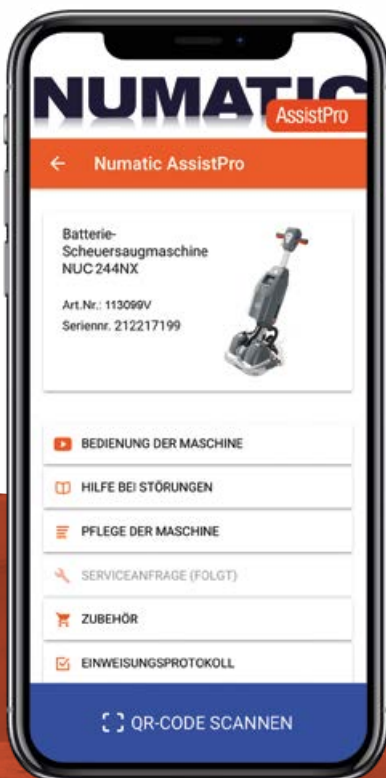 NUMATIC
AssistPro
Numatic AssistPro
Batterie-
Scheuersaugmaschine
NUC 244NX
Art.Nr.: 113099V
Seriennr. 212217199
BEDIENUNG DER MASCHINE
HILFE BEI STÖRUNGEN
PFLEGE DER MASCHINE
SERVICEANFRAGE (FOLGT)
ZUBEHÖR
EINWEISUNGSPROTOKOLL
QR-CODE SCANNEN